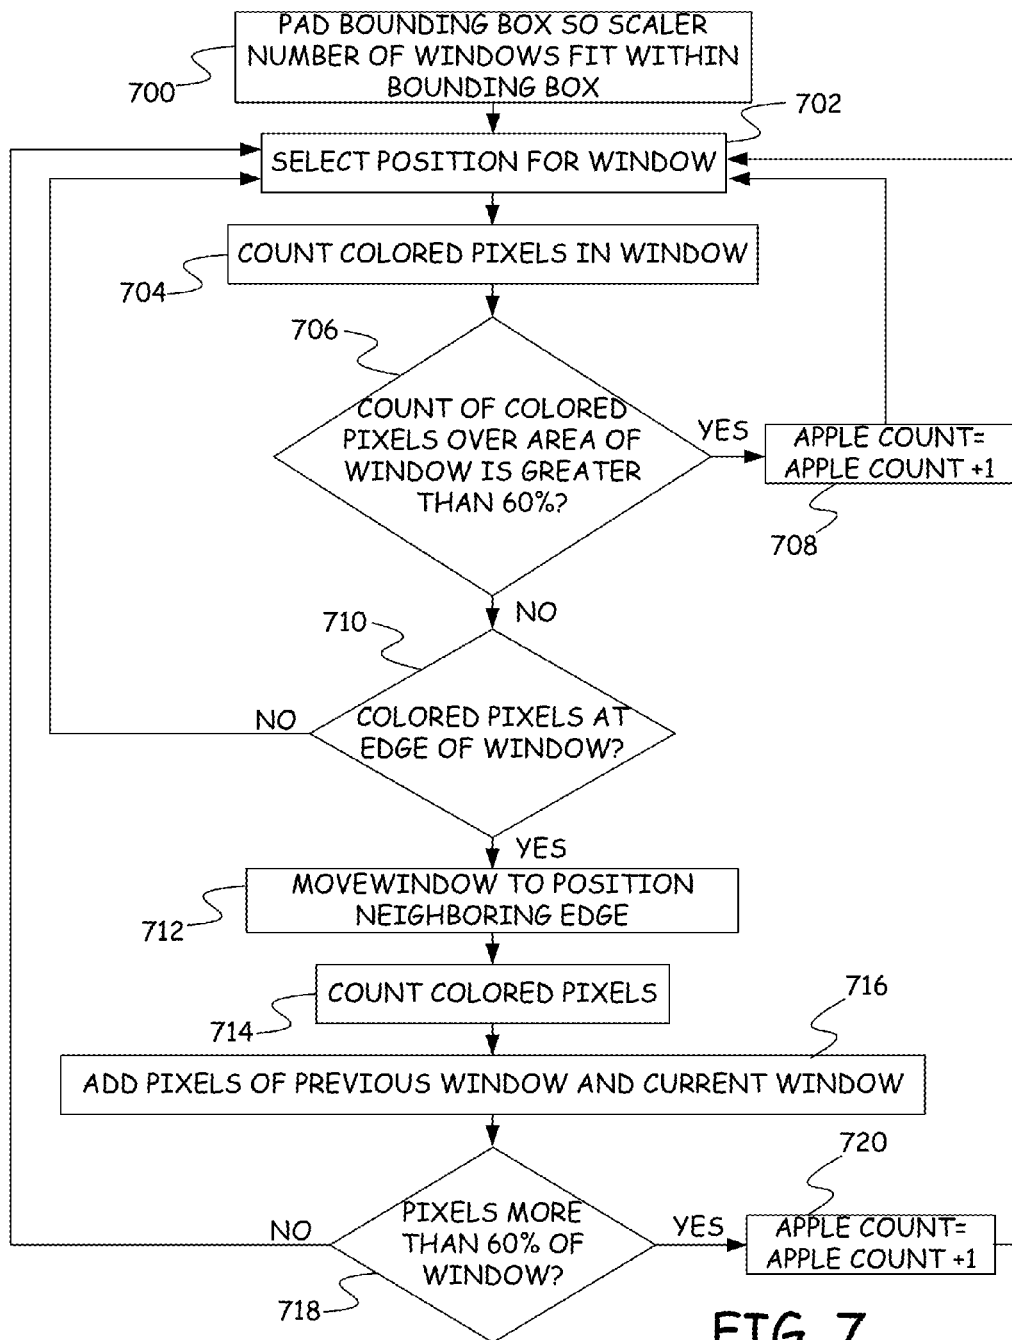 PAD BOUNDING BOX SO SCALER
NUMBER OF WINDOWS FIT WITHIN
BOUNDING BOX
700
702
SELECT POSITION FOR WINDOW
COUNT COLORED PIXELS IN WINDOW
704
706
COUNT OF COLORED
PIXELS OVER AREA OF
WINDOW IS GREATER
THAN 60%?
YES
APPLE COUNT=
APPLE COUNT +1
708
NO
710
COLORED PIXELS AT
EDGE OF WINDOW?
NO
YES
MOVEWINDOW TO POSITION
NEIGHBORING EDGE
712
COUNT COLORED PIXELS
714
716
ADD PIXELS OF PREVIOUS WINDOW AND CURRENT WINDOW
720
PIXELS MORE
THAN 60% OF
WINDOW?
NO
YES
APPLE COUNT=
APPLE COUNT +1
718
FIG. 7